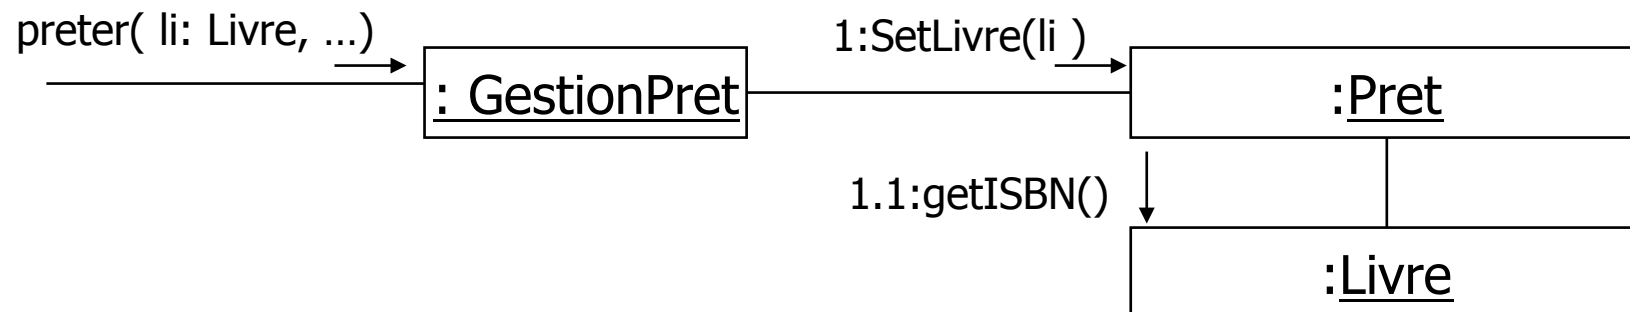 preter( li: Livre, ...)
1:SetLivre(li )
: GestionPret
:Pret
1.1:getISBN()
:Livre